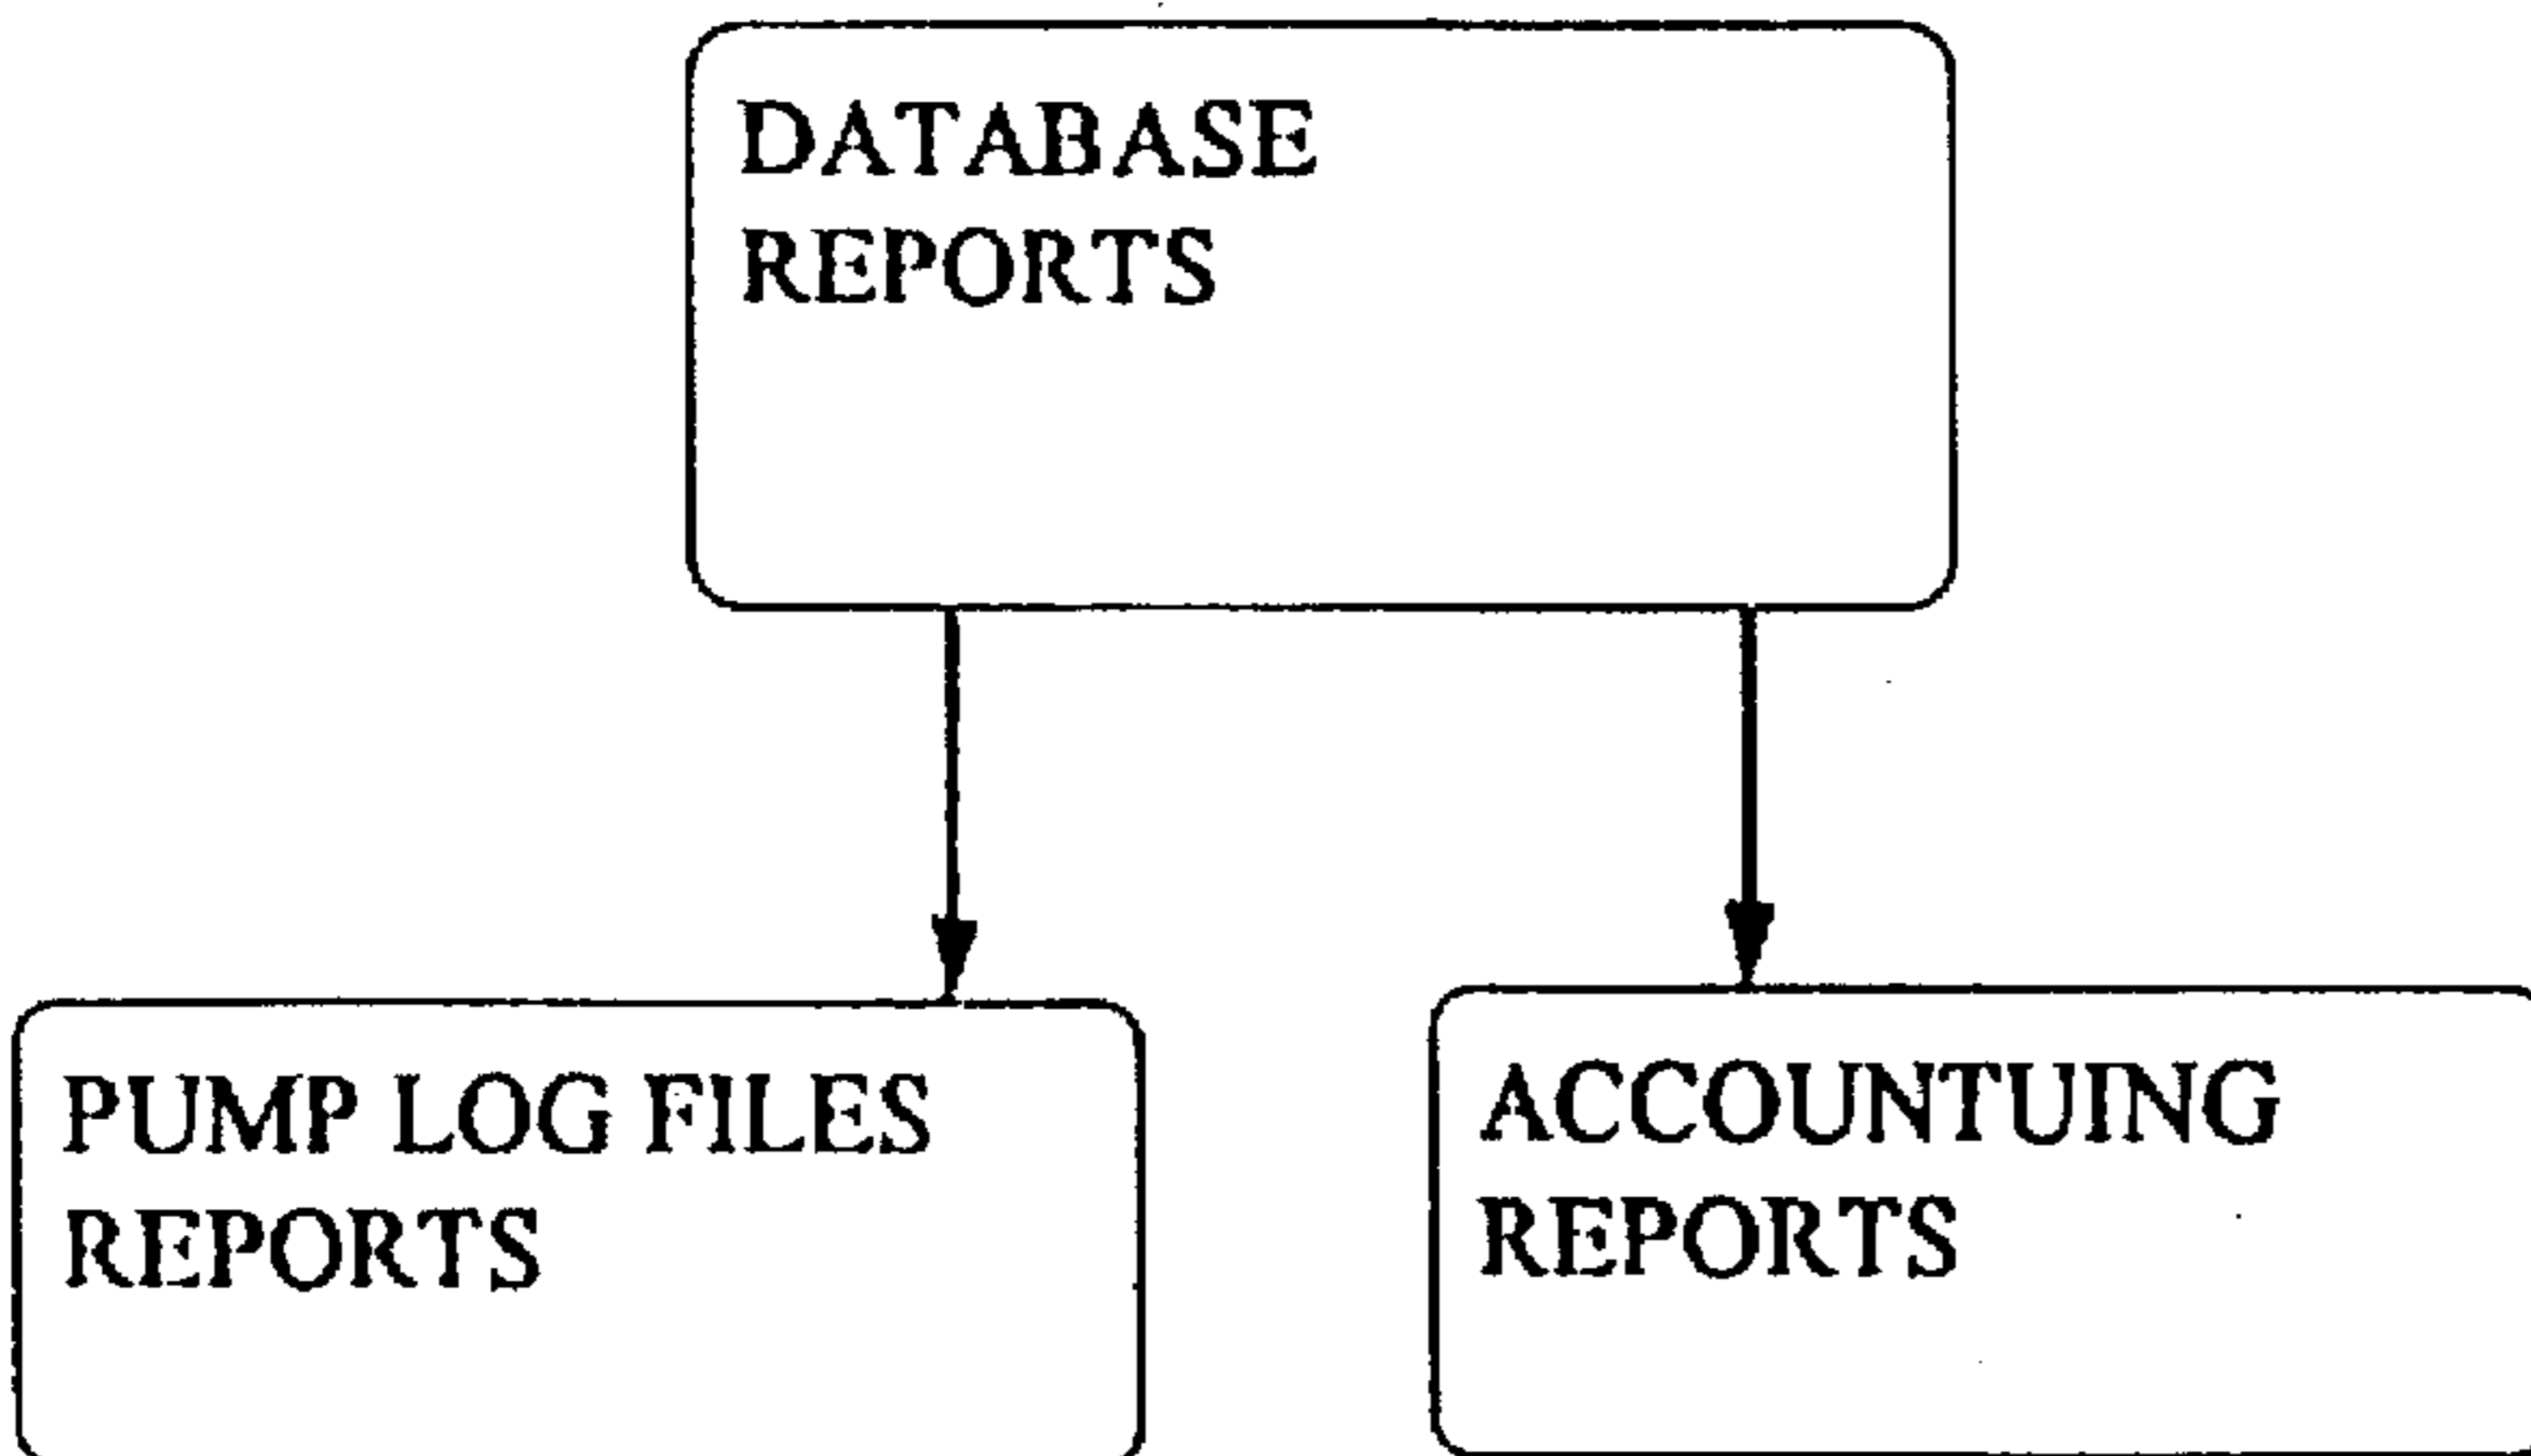 DATABASE
REPORTS
PUMP LOG FILES
REPORTS
ACCOUNTUING
REPORTS